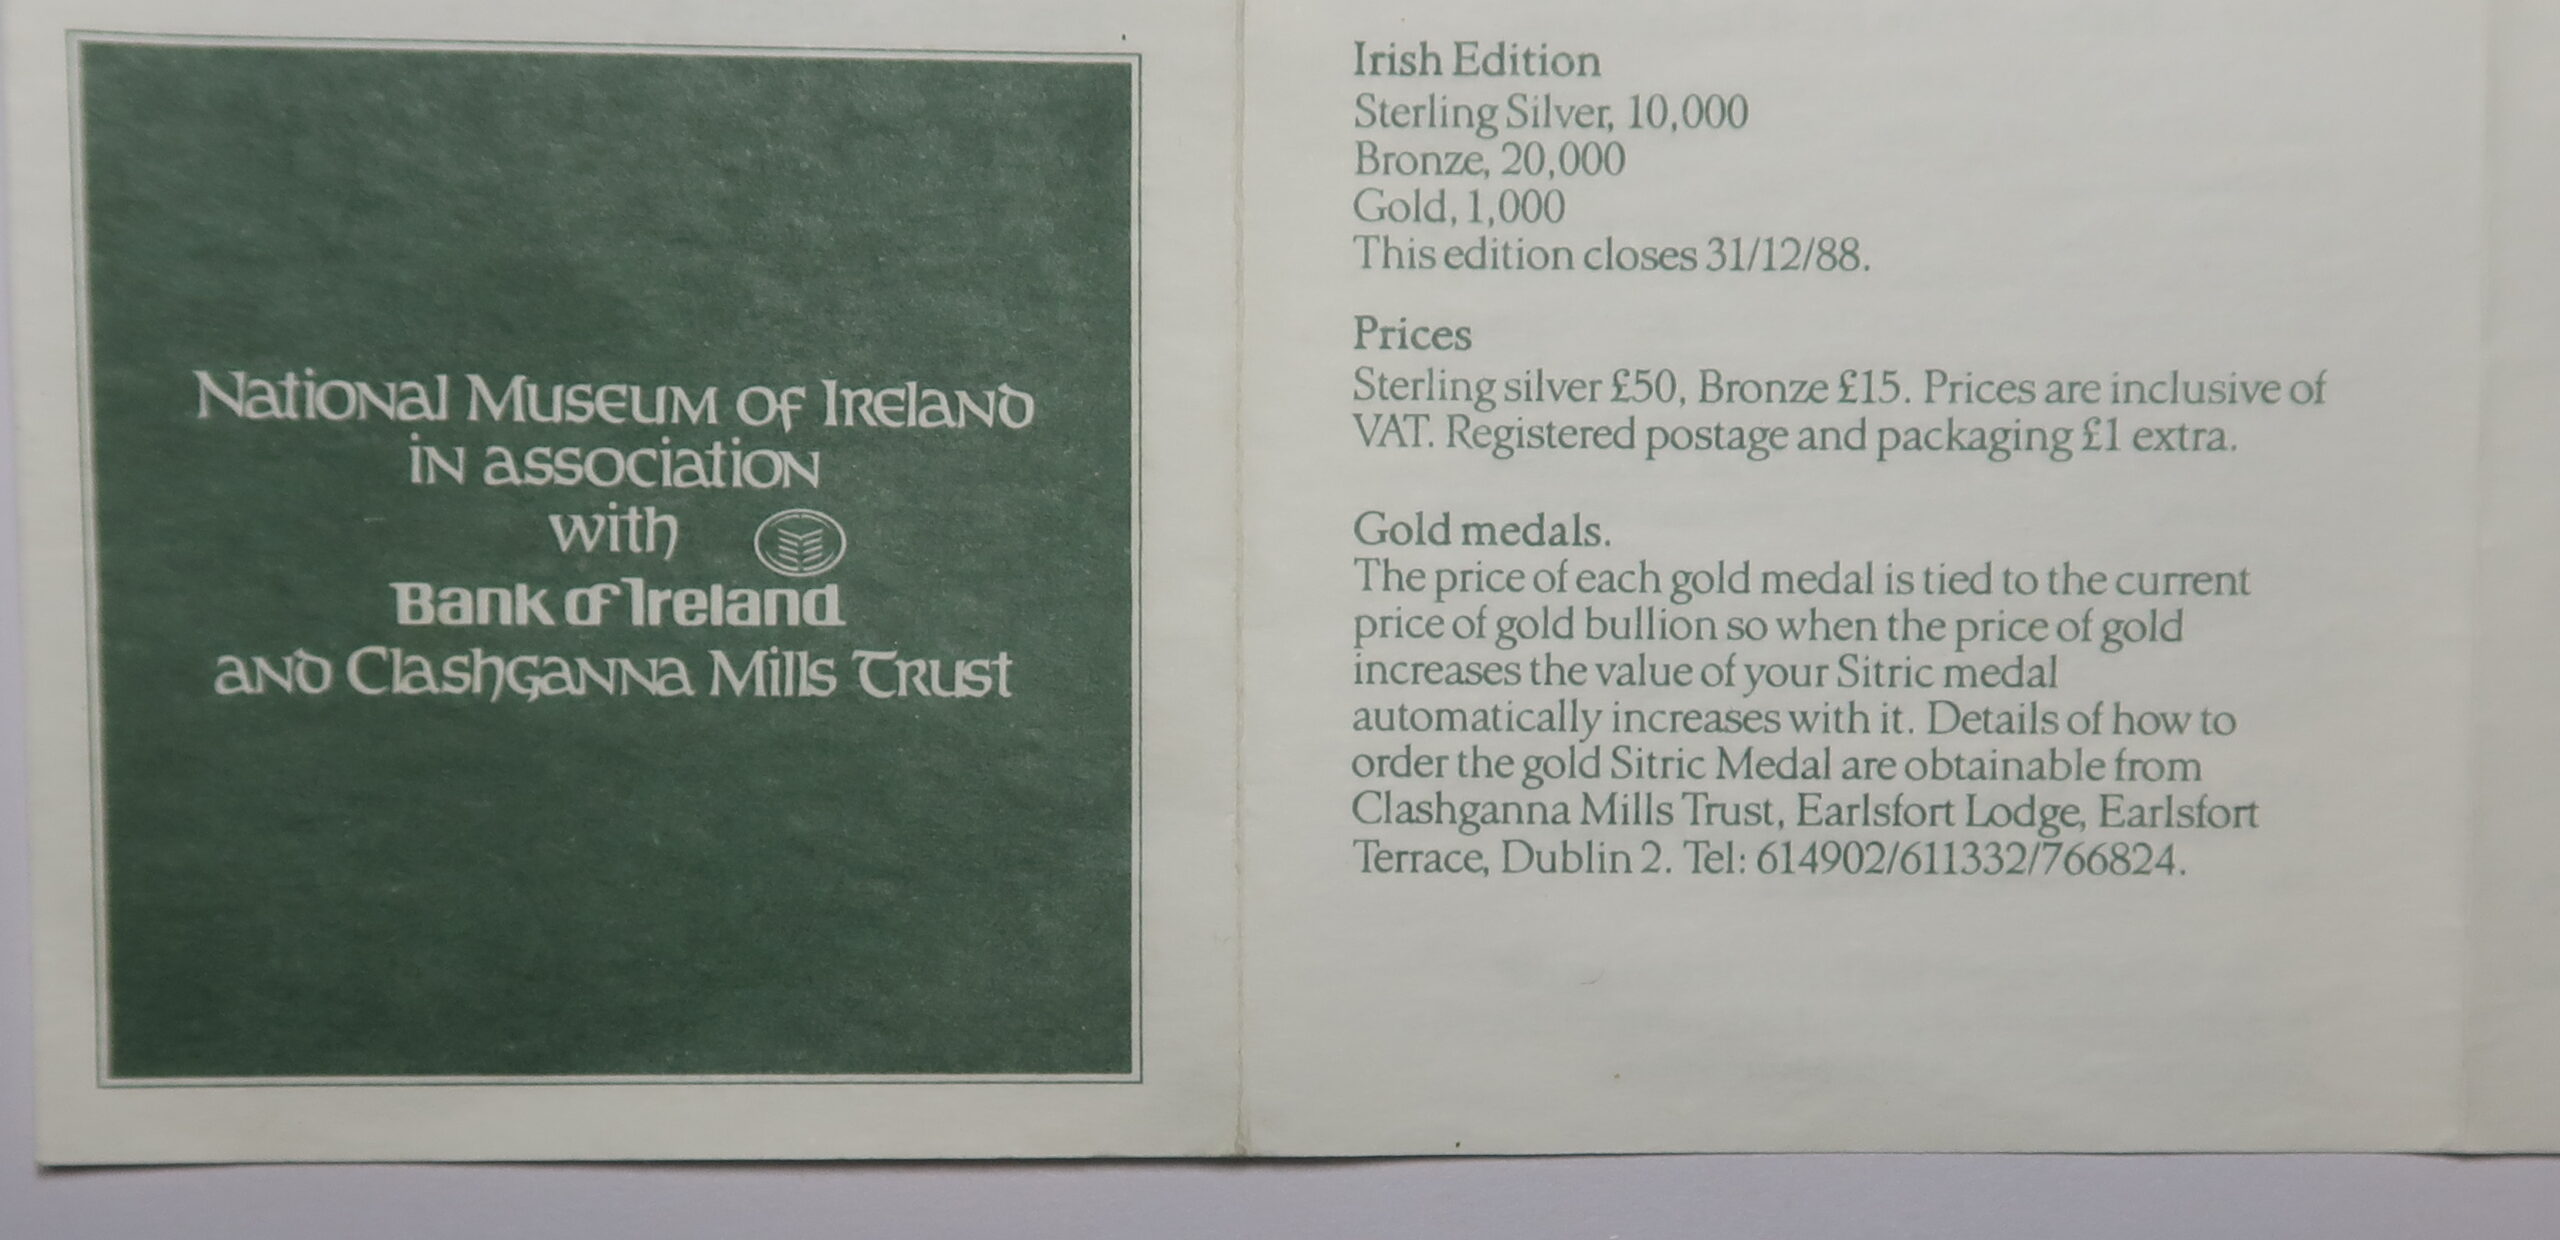 National Museum of Ireland
in association
with
Bank of Ireland
and Clashganna Mills Trust
Irish Edition
Sterling Silver, 10,000
Bronze, 20,000
Gold, 1,000
This edition closes 31/12/88.
Prices
Sterling silver £50, Bronze £15. Prices are inclusive of
VAT. Registered postage and packaging £1 extra.
Gold medals.
The price of each gold medal is tied to the current
price of gold bullion so when the price of gold
increases the value of your Sitric medal
automatically increases with it. Details of how to
order the gold Sitric Medal are obtainable from
Clashganna Mills Trust, Earlsfort Lodge, Earlsfort
Terrace, Dublin 2. Tel: 614902/611332/766824.